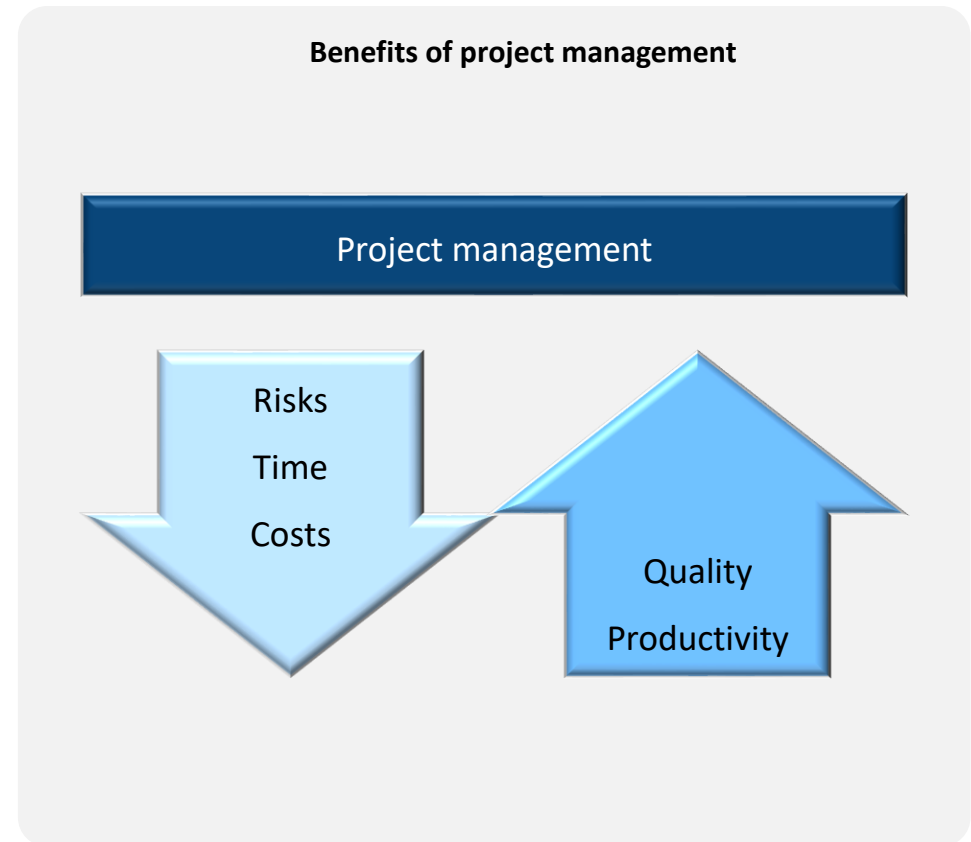 Benefits of project management
Project management
Risks
Time
Costs
Quality
Productivity